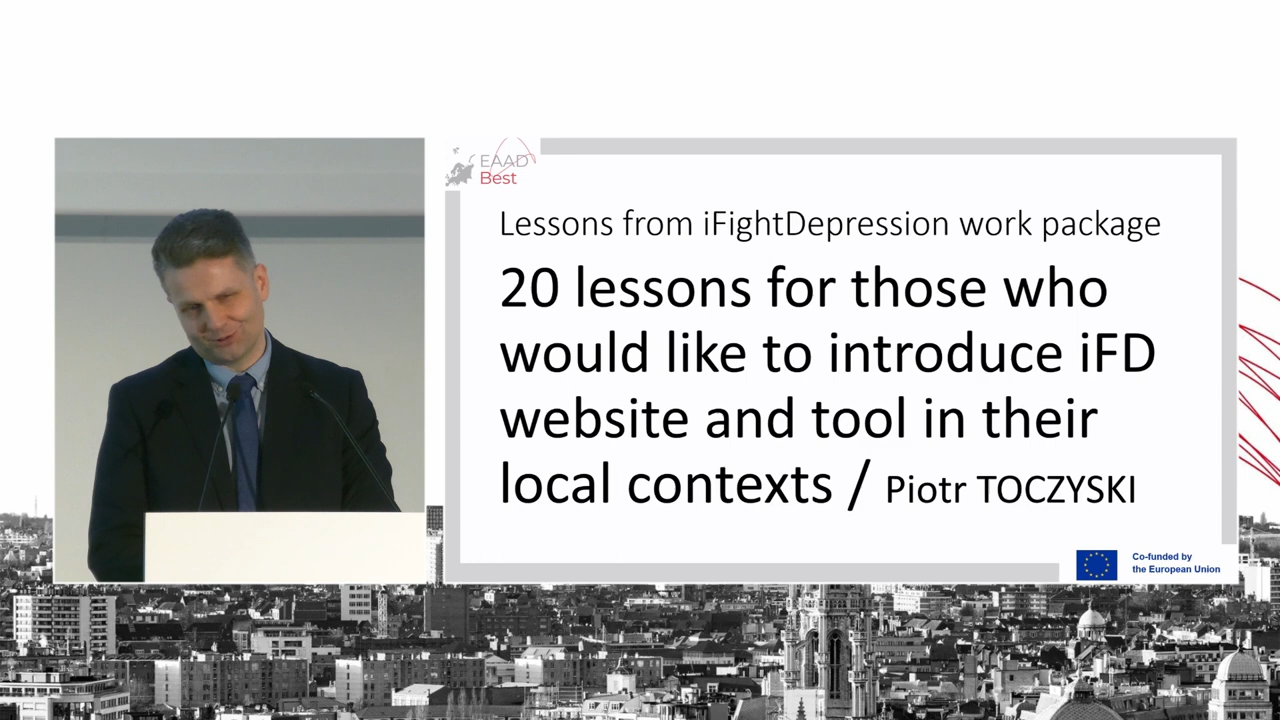 EAAD
Best
Lessons from iFightDepression work package
20 lessons for those who
would like to introduce iFD
website and tool in their
local contexts / Piotr TOCZYSKI
Co-funded by
the European Union